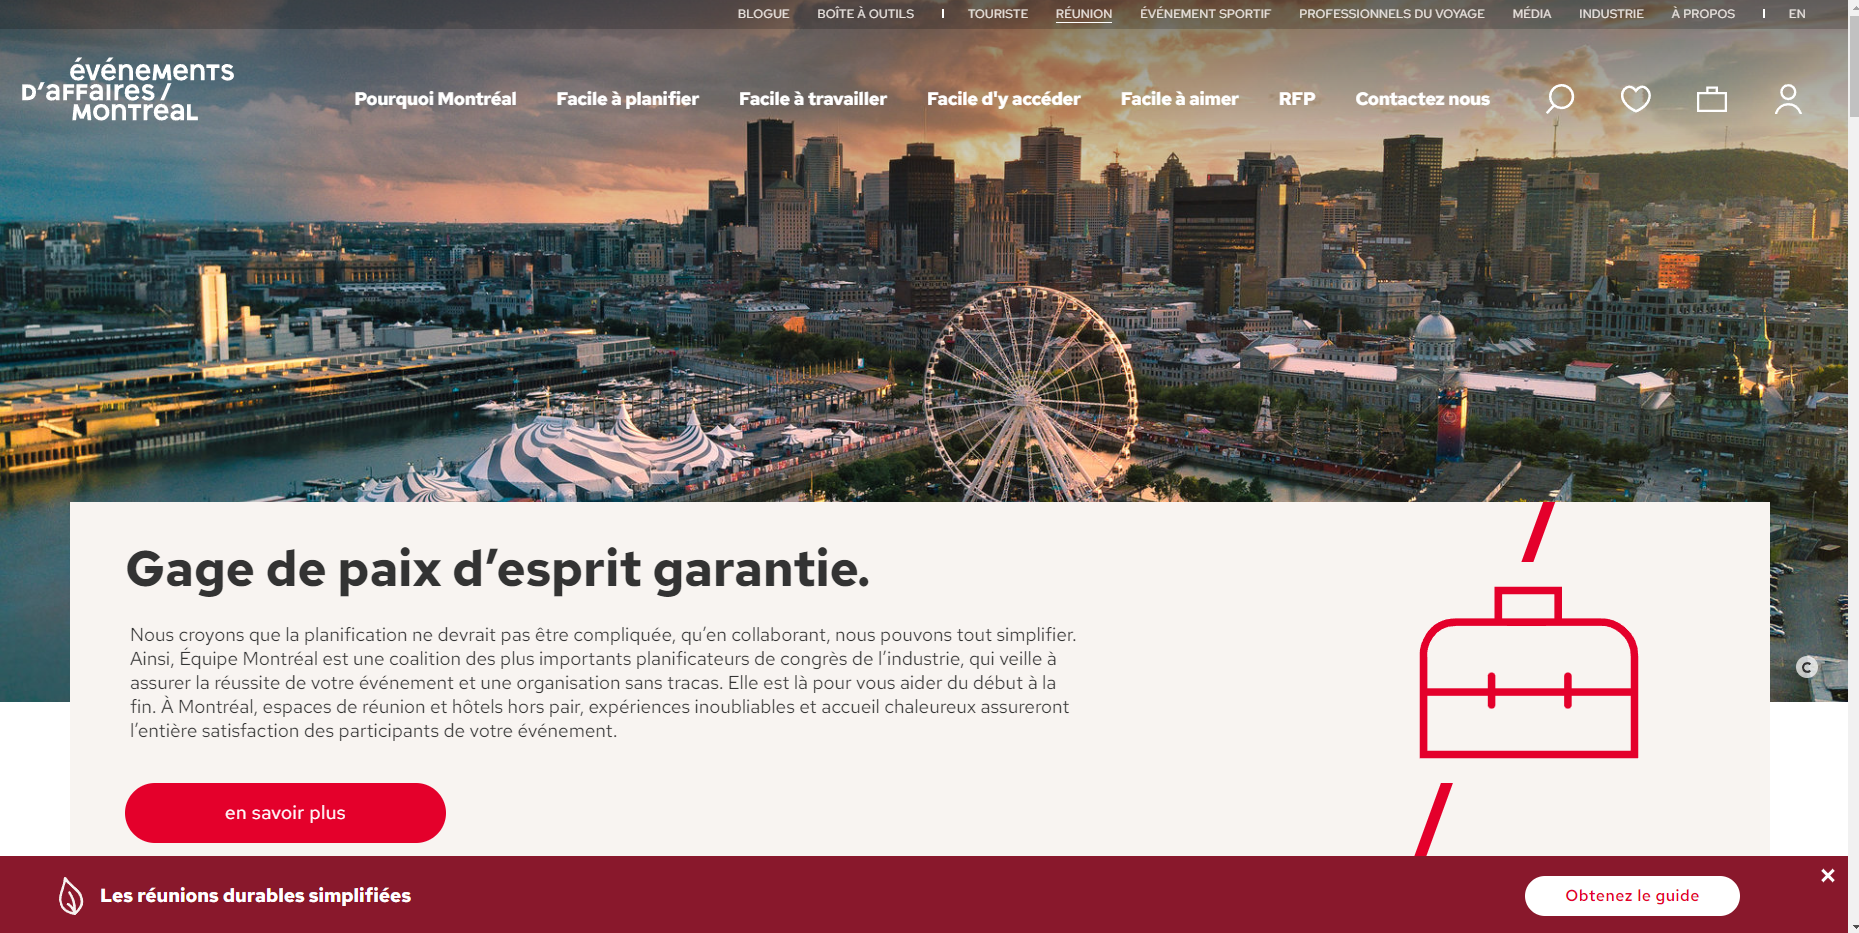 BLOGUE BOÎTE À OUTILS | TOURISTE RÉUNION ÉVÉNEMENT SPORTIF PROFESSIONNELS DU VOYAGE MÉDIA INDUSTRIE À PROPOS | EN
événements
D'affaires /
Montréal
Pourquoi Montréal Facile à planifier Facile à travailler Facile d'y accéder Facile à aimer RFP Contactez nous
Gage de paix d’esprit garantie.
Nous croyons que la planification ne devrait pas être compliquée, qu’en collaborant, nous pouvons tout simplifier.
Ainsi, Équipe Montréal est une coalition des plus importants planificateurs de congrès de l’industrie, qui veille à
assurer la réussite de votre événement et une organisation sans tracas. Elle est là pour vous aider du début à la
fin. À Montréal, espaces de réunion et hôtels hors pair, expériences inoubliables et accueil chaleureux assureront
l’entière satisfaction des participants de votre événement.
C
en savoir plus
Les réunions durables simplifiées
Obtenez le guide